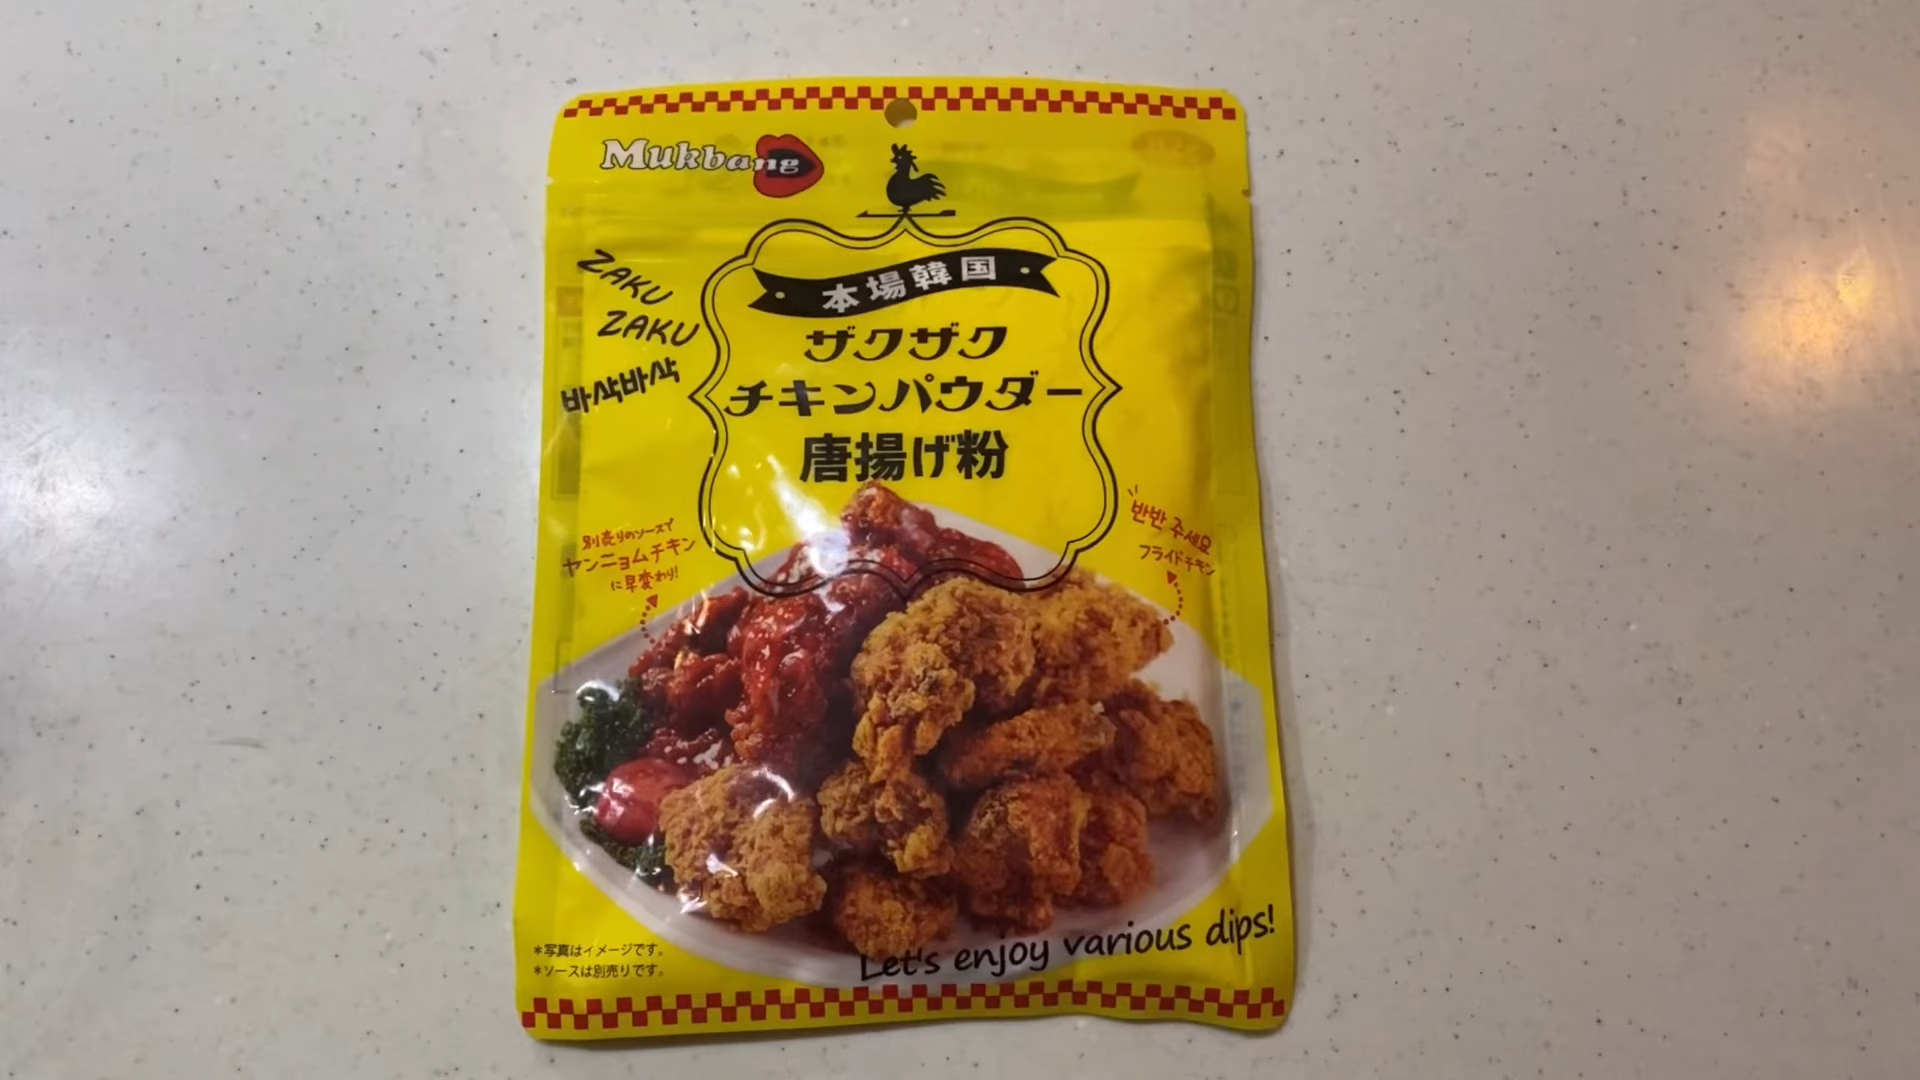 Mukbang
本場韓国
ZAKU
ZAKU
바삭바삭
ザクザク
チキンパウダー
唐揚げ粉
別売りのソースで
ヤンニョムチキン
に早変わり!
반반 주세요
フライドチキン
Let's enjoy various dips!
*写真はイメージです。
*ソースは別売りです。